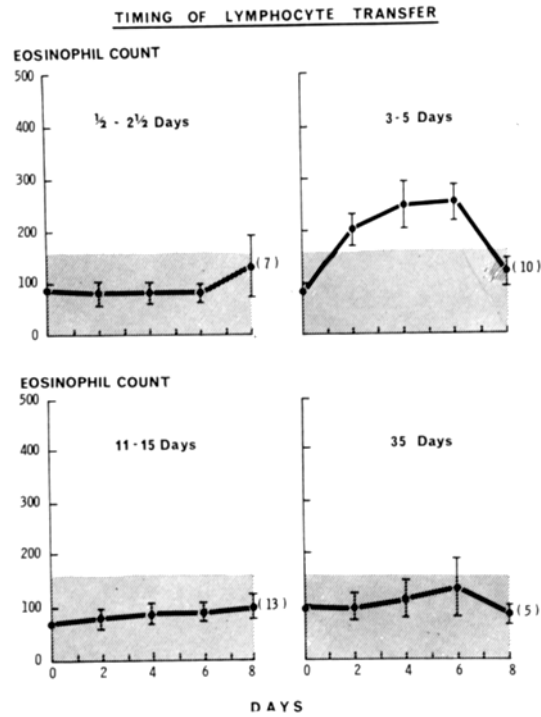 TIMING OF LYMPHOCYTE TRANSFER
EOSINOPHIL COUNT
500
400
300
200
100
0
½ - 2½ Days
(7)
3-5 Days
(10)
EOSINOPHIL COUNT
500
400
300
200
100
0
11-15 Days
(13)
0 2 4 6 8
35 Days
(5)
0 2 4 6 8
DAYS